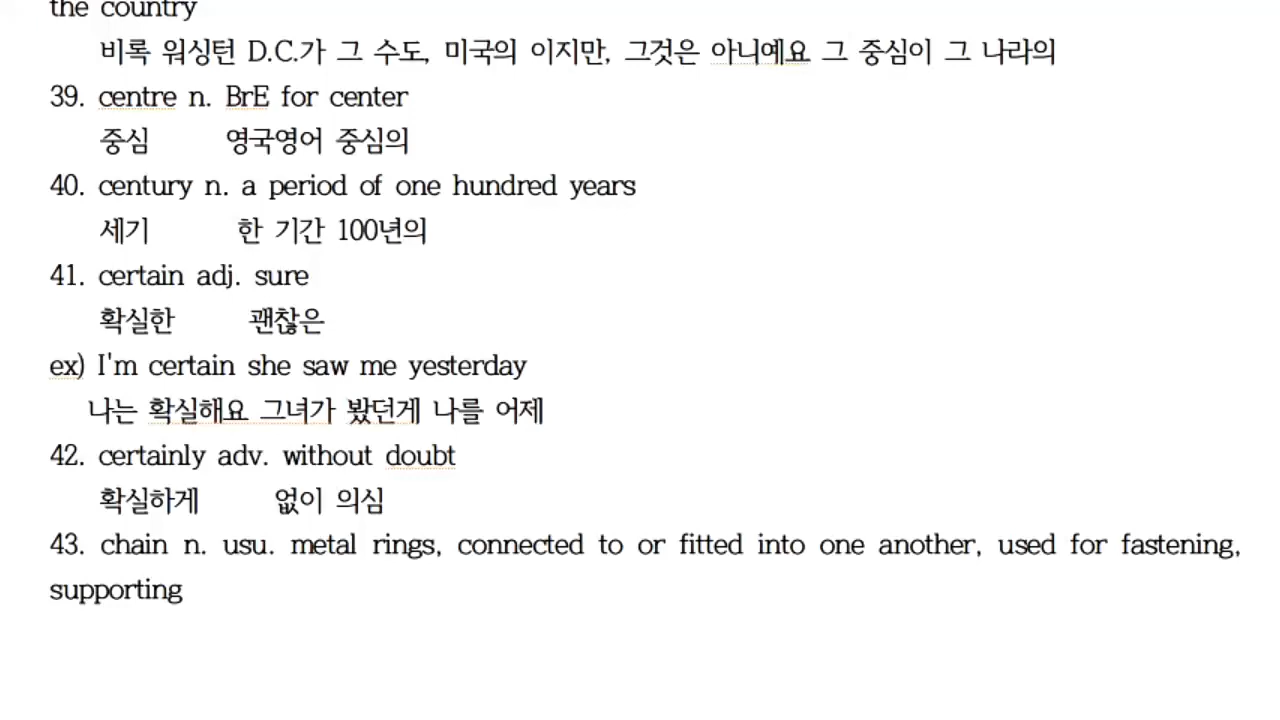 the country
비록 워싱턴 D.C.가 그 수도, 미국의 이지만, 그것은 아니예요 그 중심이 그 나라의
39. centre n. BrE for center
중심 영국영어 중심의
40. century n. a period of one hundred years
세기 한 기간 100년의
41. certain adj. sure
확실한 괜찮은
ex) I'm certain she saw me yesterday
나는 확실해요 그녀가 봤던게 나를 어제
42. certainly adv. without doubt
확실하게 없이 의심
43. chain n. usu. metal rings, connected to or fitted into one another, used for fastening,
supporting